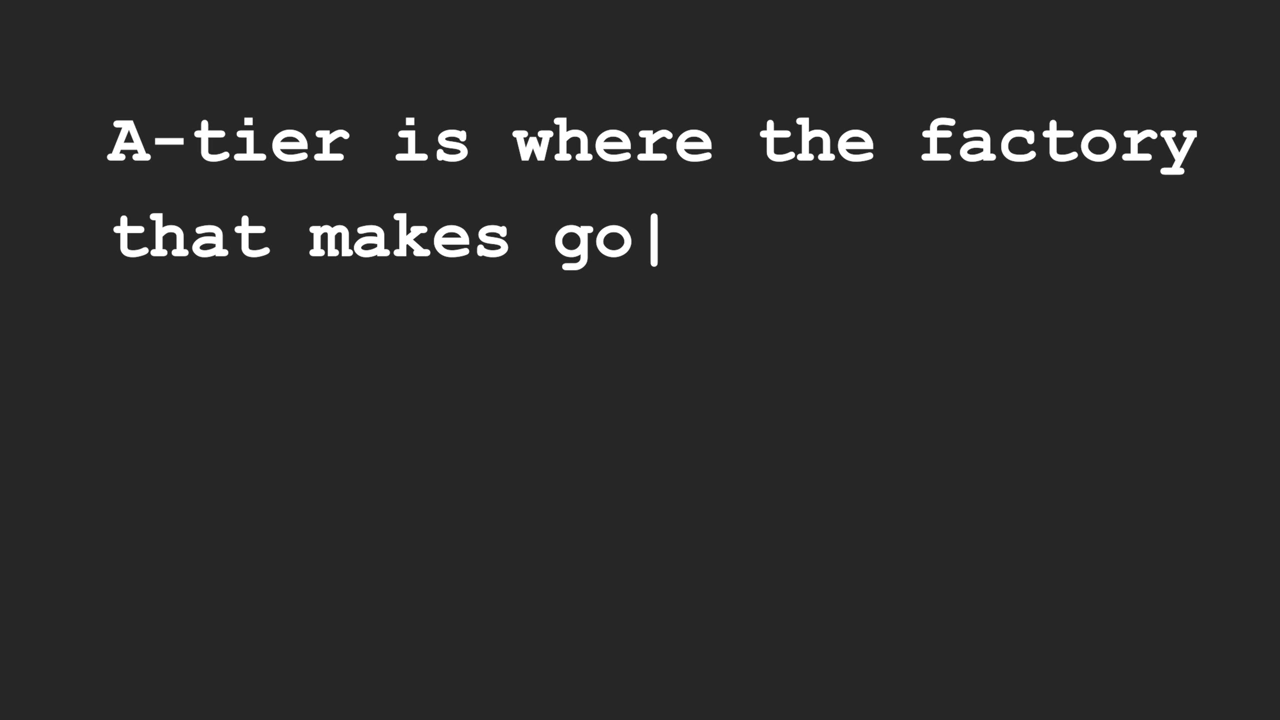 A-tier is where the factory
that makes go|